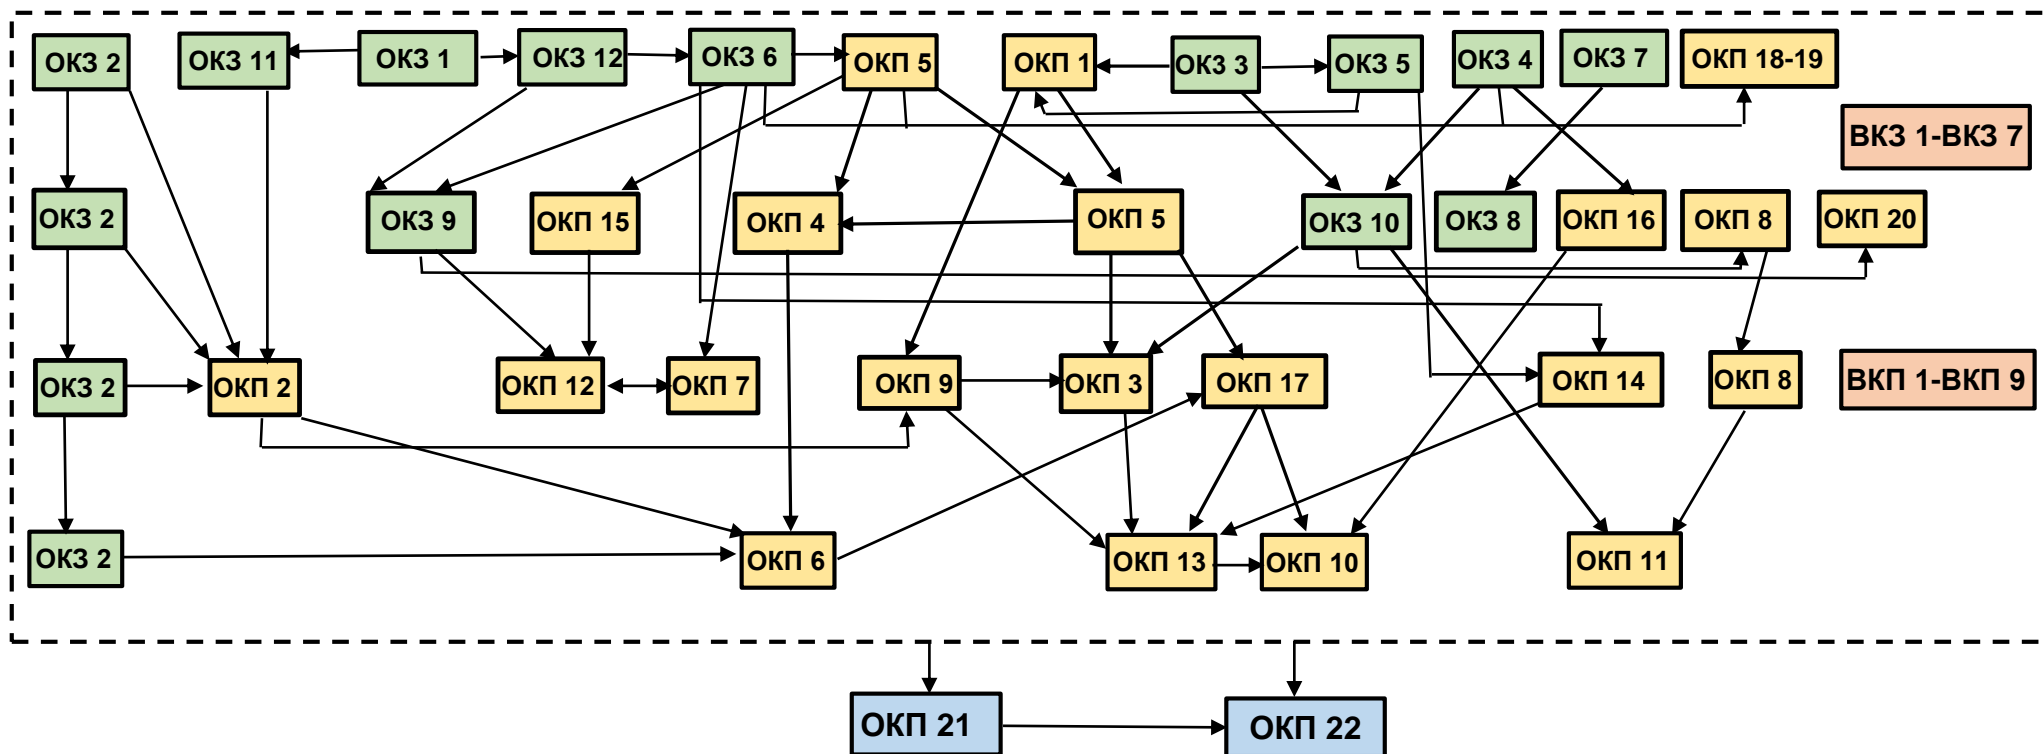 ОКЗ 2
ОКЗ 11
ОКЗ 1
ОКЗ 12
ОКЗ 6
ОКП 5
ОКП 1
ОКЗ 3
ОКЗ 5
ОКЗ 4
ОКЗ 7
ОКП 18-19
ВКЗ 1-ВКЗ 7
ОКЗ 2
ОКЗ 9
ОКП 15
ОКП 4
ОКП 5
ОКЗ 10
ОКЗ 8
ОКП 16
ОКП 8
ОКП 20
ОКЗ 2
ОКП 2
ОКП 12
ОКП 7
ОКП 9
ОКП 3
ОКП 17
ОКП 14
ОКП 8
ВКП 1-ВКП 9
ОКЗ 2
ОКП 6
ОКП 13
ОКП 10
ОКП 11
ОКП 21
ОКП 22